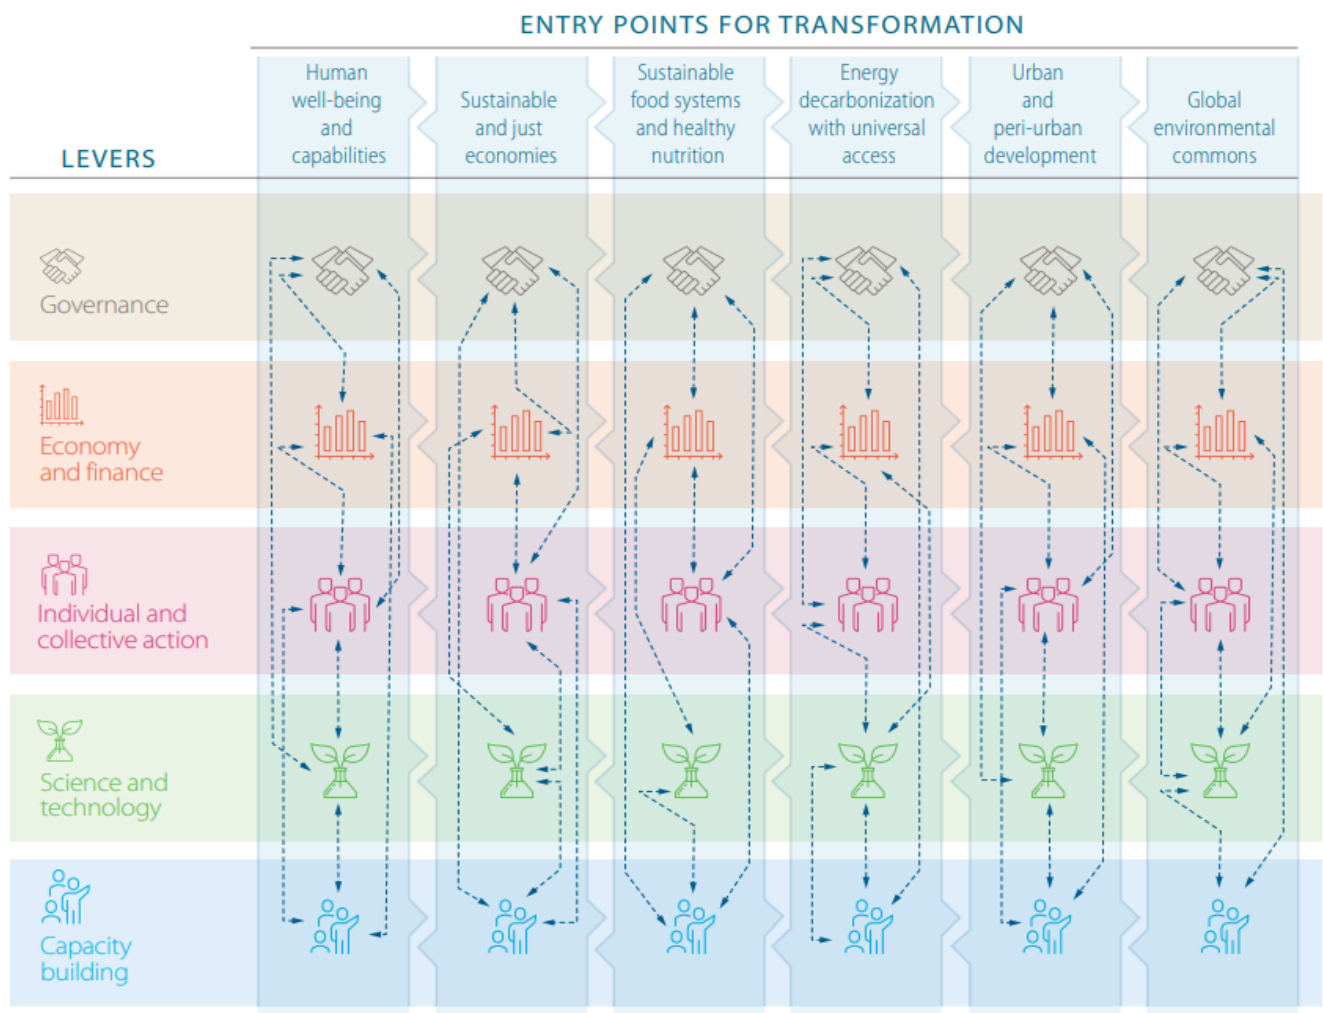 ENTRY POINTS FOR TRANSFORMATION
LEVERS
Human
well-being
and
capabilities
Sustainable
and just
economies
Sustainable
food systems
and healthy
nutrition
Energy
decarbonization
with universal
access
Urban
and
peri-urban
development
Global
environmental
commons
Governance
Economy
and finance
Individual and
collective action
Science and
technology
Capacity
building